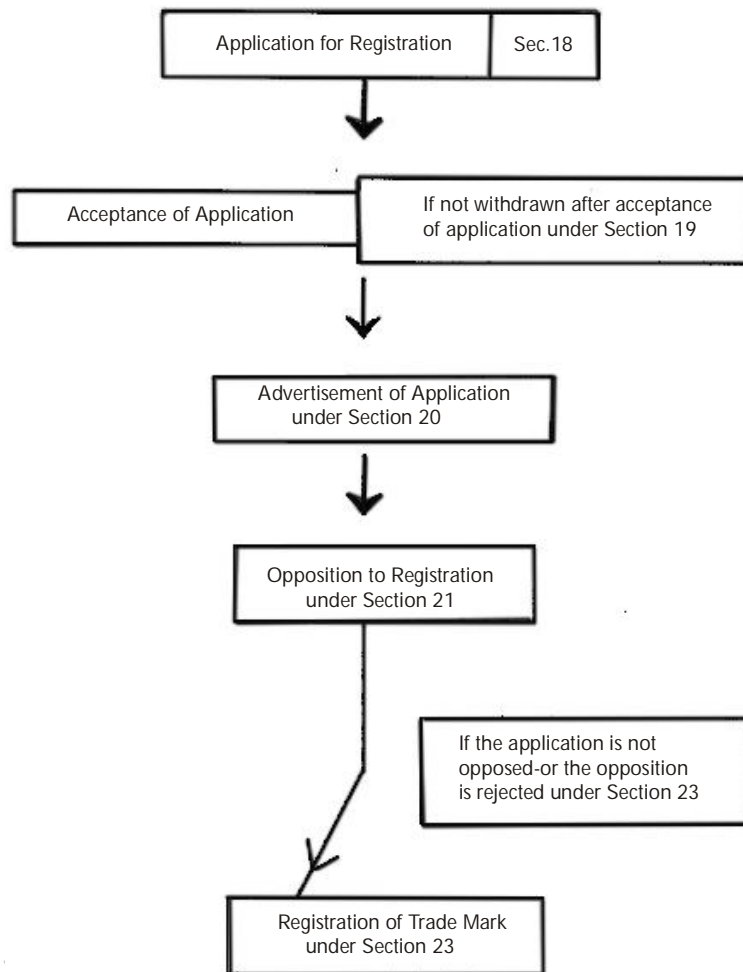 Application for Registration
Sec.18
Acceptance of Application
If not withdrawn after acceptance
of application under Section 19
Advertisement of Application
under Section 20
Opposition to Registration
under Section 21
If the application is not
opposed-or the opposition
is rejected under Section 23
Registration of Trade Mark
under Section 23